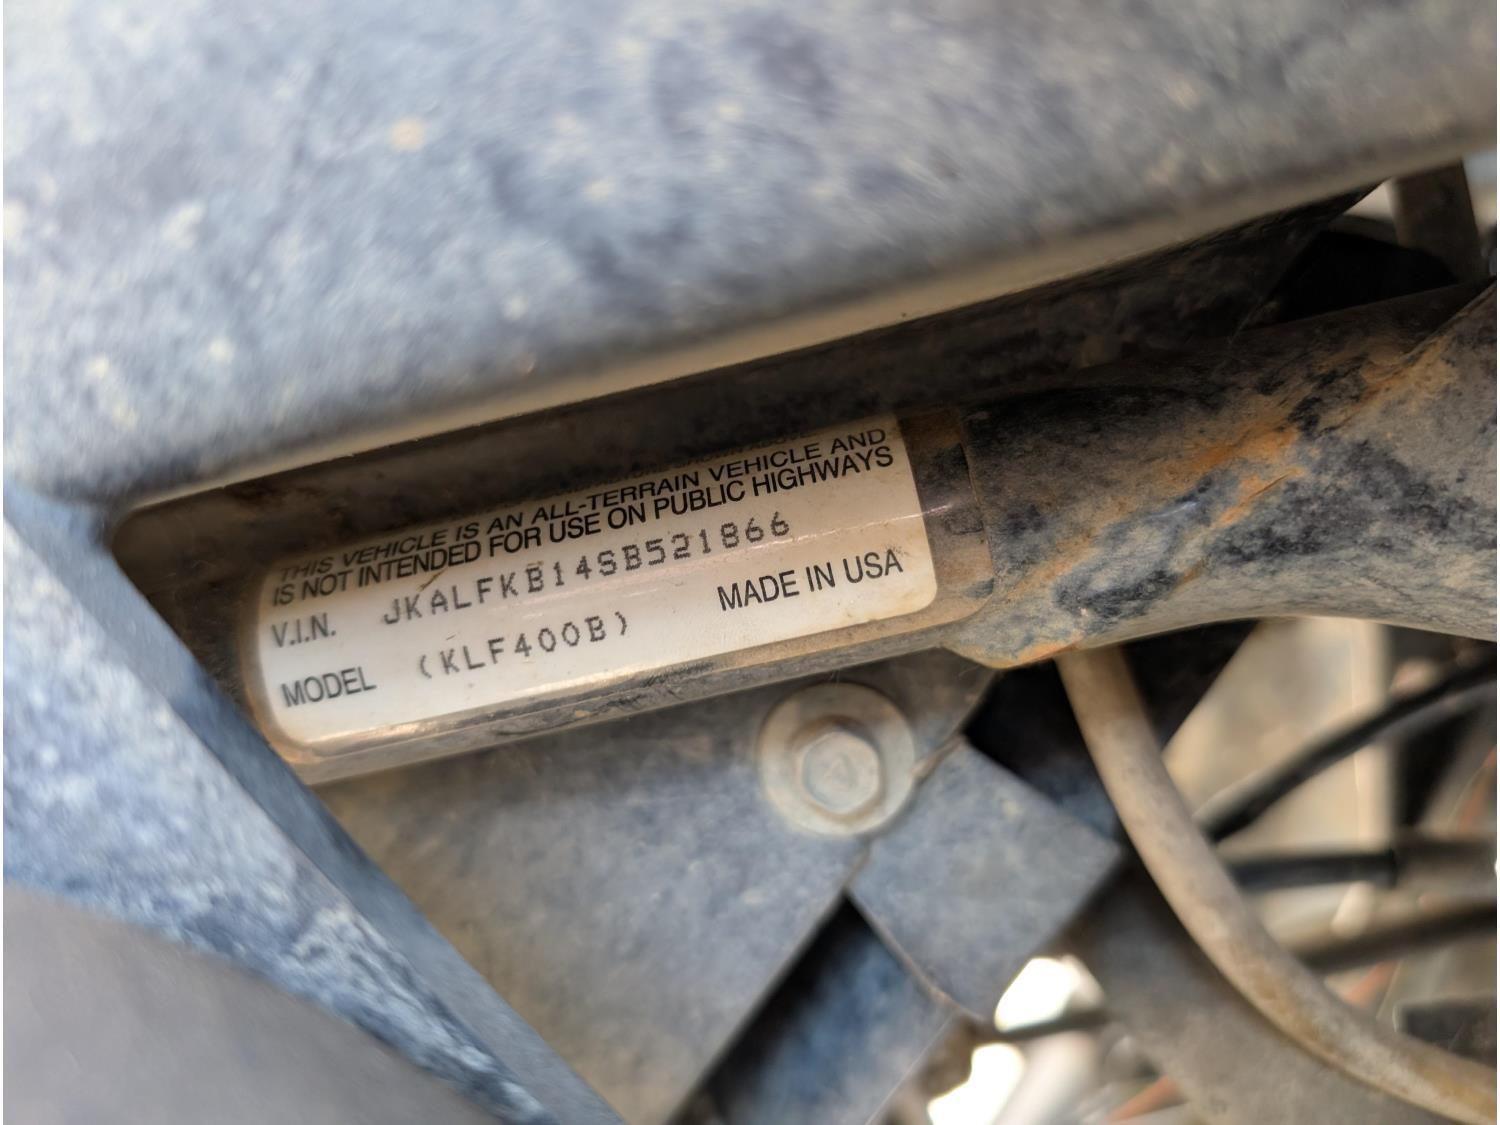 THIS VEHICLE IS AN ALL-TERRAIN VEHICLE AND
IS NOT INTENDED FOR USE ON PUBLIC HIGHWAYS
V.I.N. JKALFKB14SB521866
MODEL (KLF400B) MADE IN USA